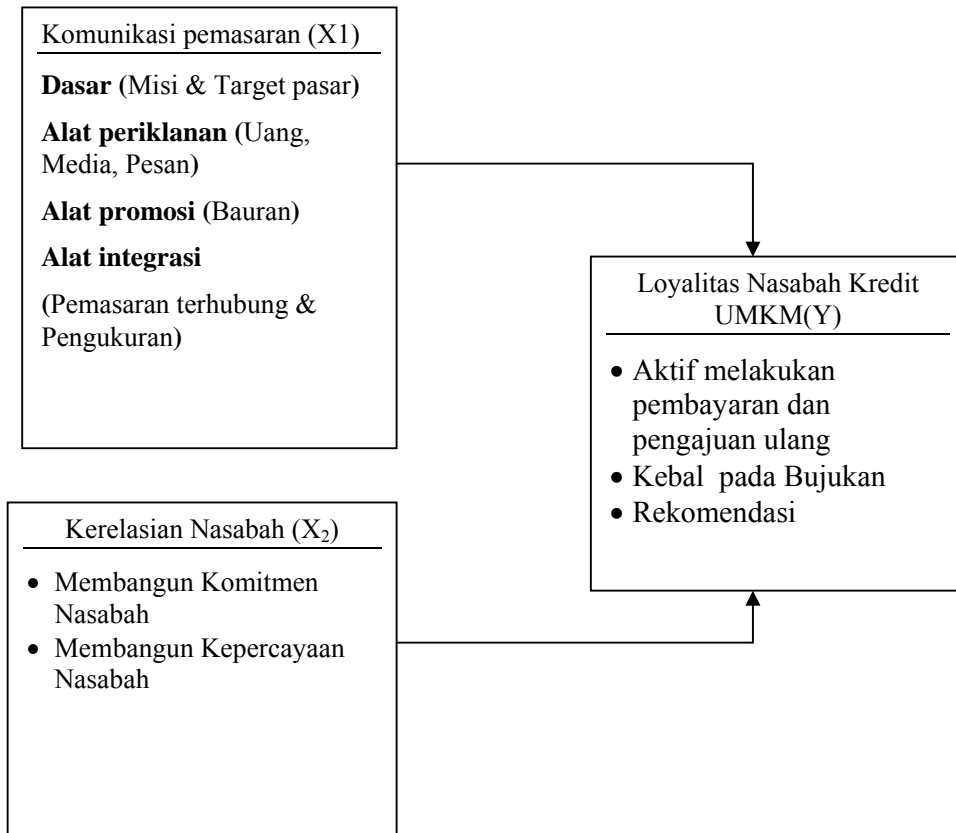 Komunikasi pemasaran (X1)
Dasar (Misi & Target pasar)
Alat periklanan (Uang,
Media, Pesan)
Alat promosi (Bauran)
Alat integrasi
(Pemasaran terhubung &
Pengukuran)
Loyalitas Nasabah Kredit
UMKM(Y)
• Aktif melakukan
pembayaran dan
pengajuan ulang
• Kebal pada Bujukan
• Rekomendasi
Kerelasian Nasabah (X₂)
• Membangun Komitmen
Nasabah
• Membangun Kepercayaan
Nasabah